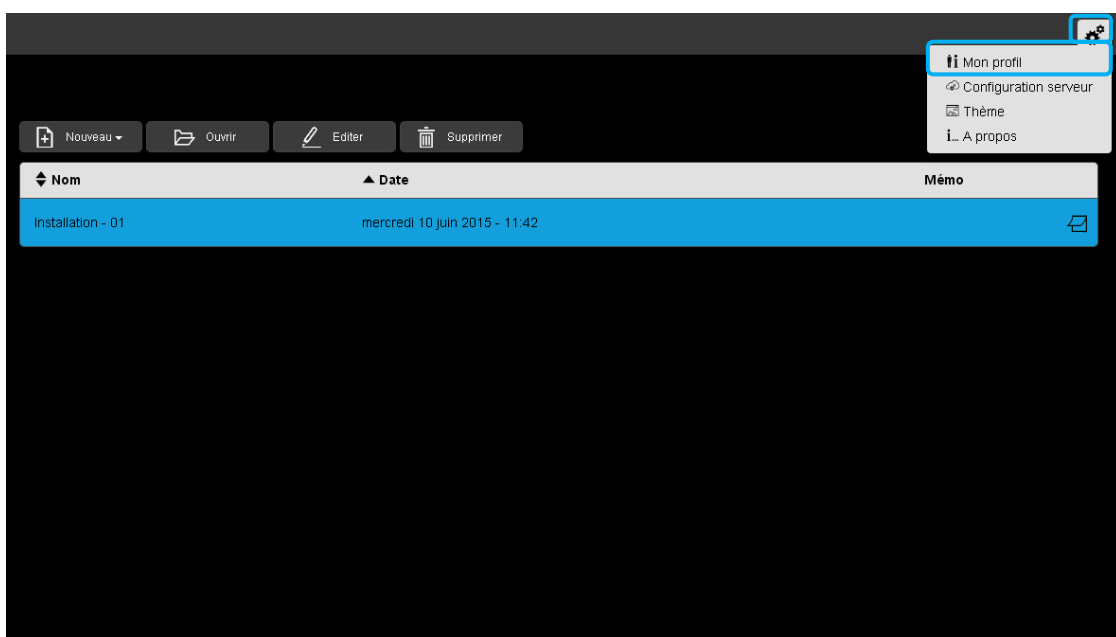 Mon profil
Configuration serveur
Thème
i... A propos
Nouveau Ouvrir Editer Supprimer
Nom Date Mémo
Installation - 01 mercredi 10 juin 2015 - 11:42